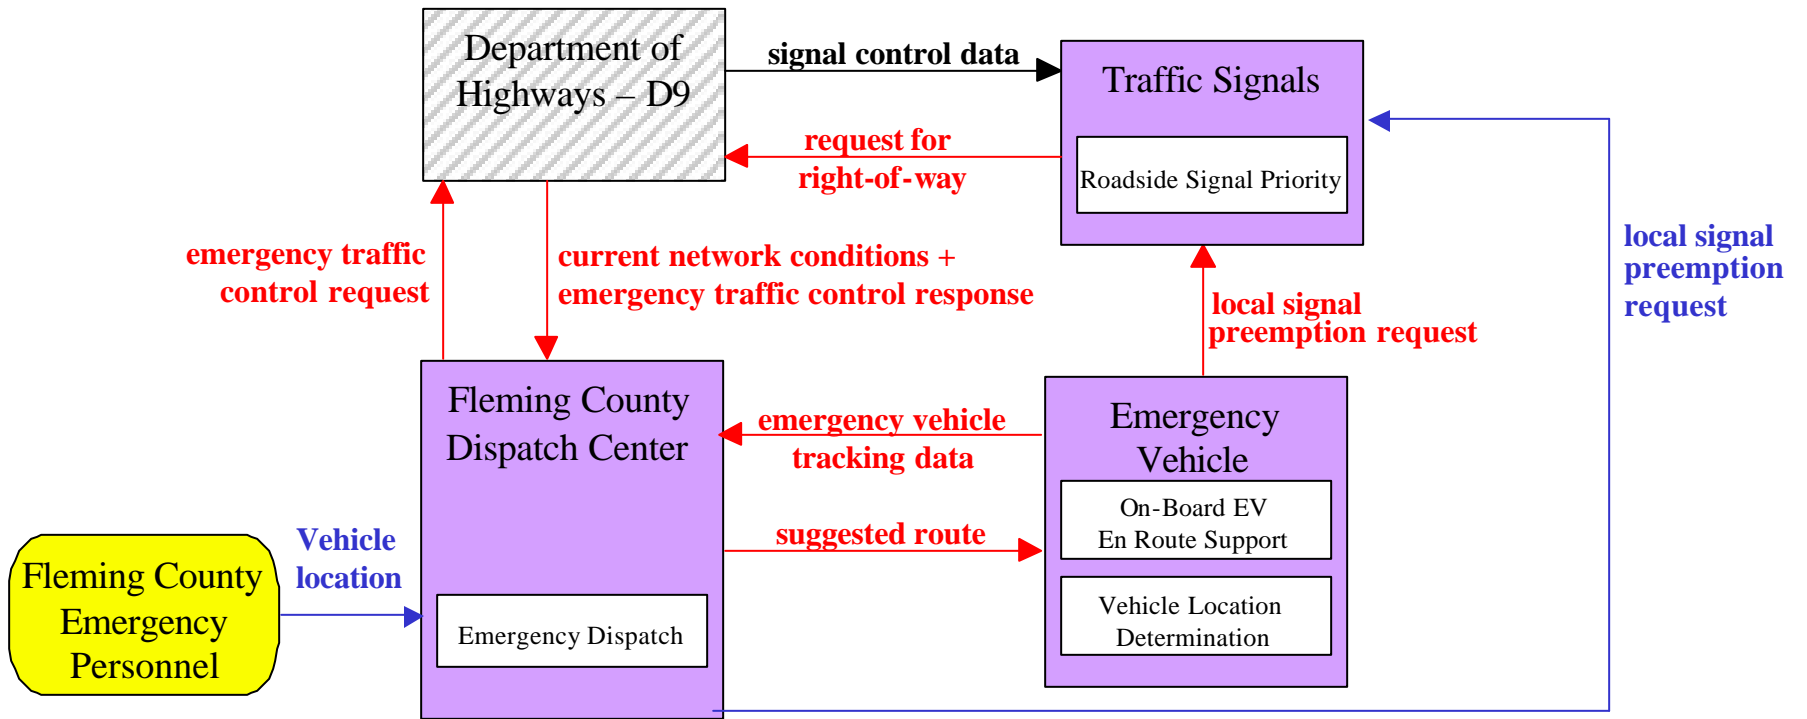 Department of
Highways – D9
signal control data
Traffic Signals
request for
right-of-way
Roadside Signal Priority
emergency traffic
control request
current network conditions +
emergency traffic control response
local signal
preemption request
local signal
preemption
request
Fleming County
Dispatch Center
emergency vehicle
tracking data
Emergency
Vehicle
suggested route
On-Board EV
En Route Support
Vehicle
location
Fleming County
Emergency
Personnel
Emergency Dispatch
Vehicle Location
Determination